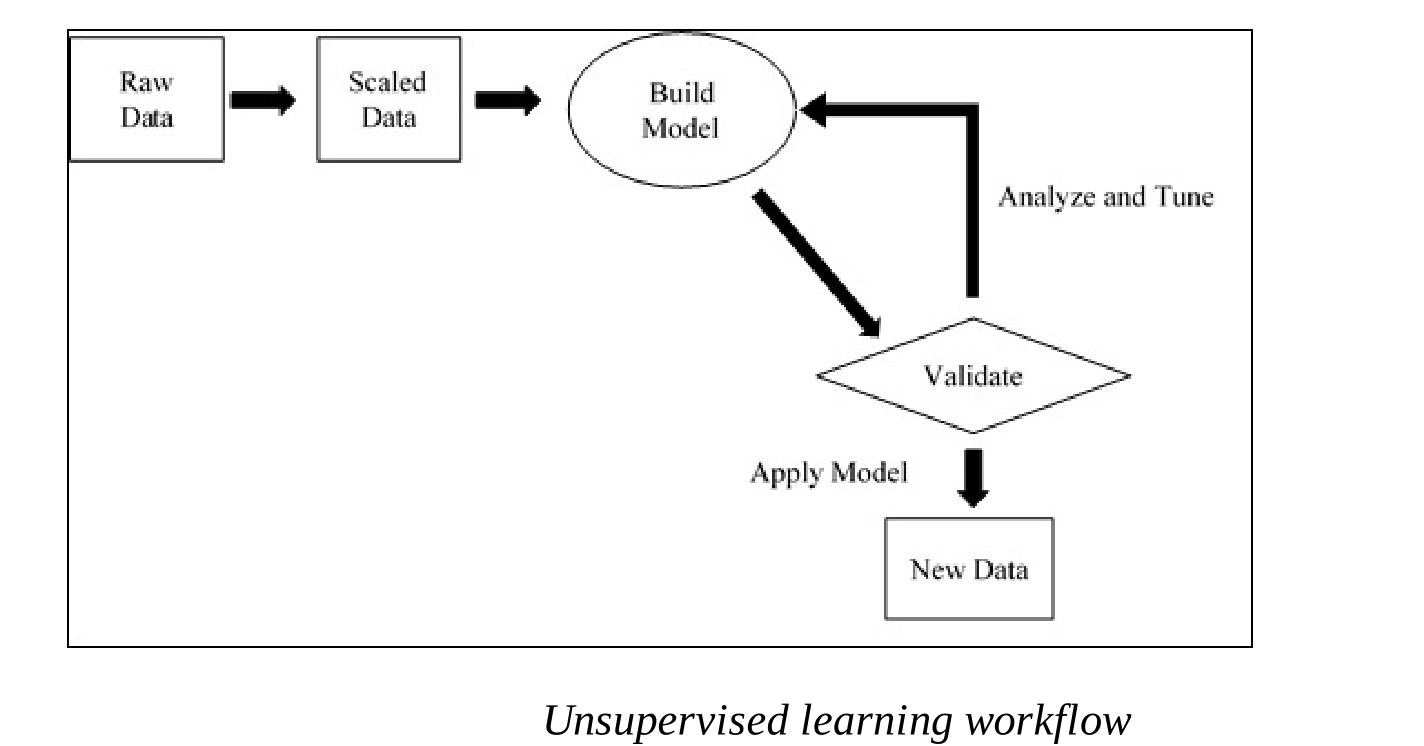 Raw
Data
Scaled
Data
Build
Model
Analyze and Tune
Validate
Apply Model
New Data
Unsupervised learning workflow